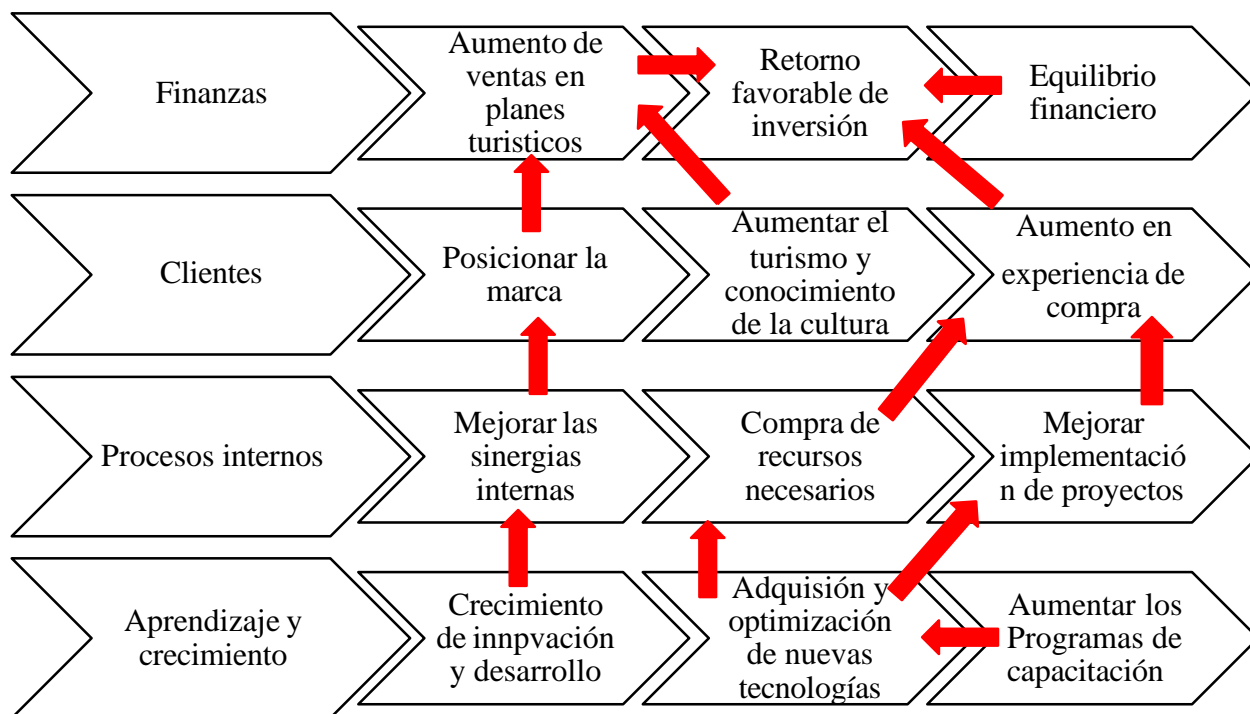 Finanzas
Aumento de
ventas en
planes
turisticos
Retorno
favorable de
inversión
Equilibrio
financiero
Clientes
Posicionar la
marca
Aumentar el
turismo y
conocimiento
de la cultura
Aumento en
experiencia de
compra
Procesos internos
Mejorar las
sinergias
internas
Compra de
recursos
necesarios
Mejorar
implementació
n de proyectos
Aprendizaje y
crecimiento
Crecimiento
de innpvación
y desarrollo
Adquisión y
optimización
de nuevas
tecnologías
Aumentar los
Programas de
capacitación